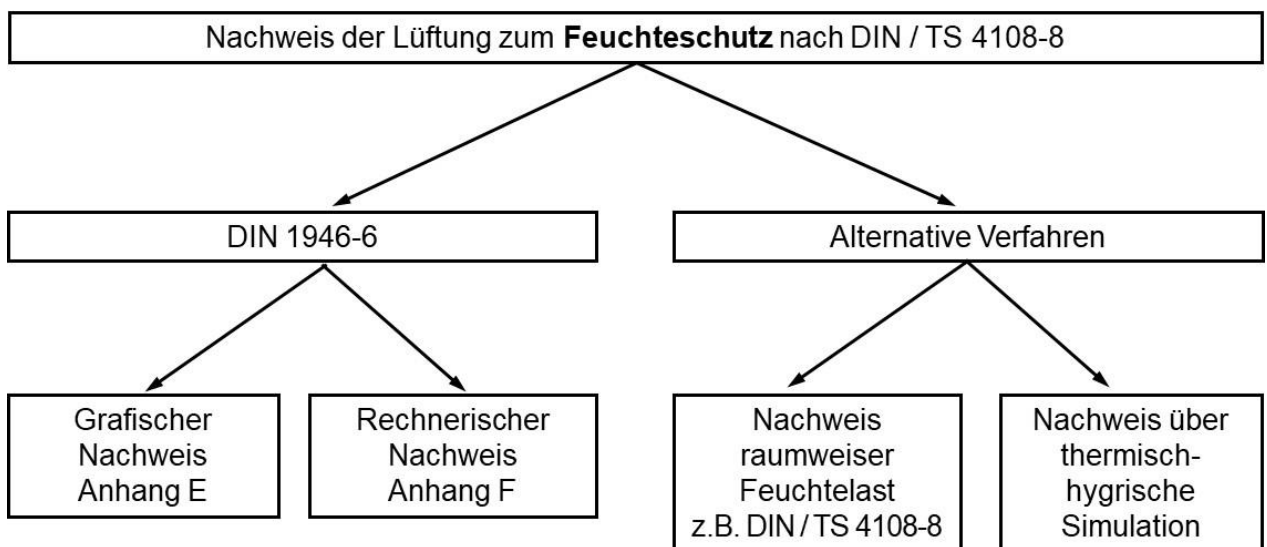 Nachweis der Lüftung zum Feuchteschutz nach DIN / TS 4108-8
DIN 1946-6
Alternative Verfahren
Grafischer
Nachweis
Anhang E
Rechnerischer
Nachweis
Anhang F
Nachweis
raumweiser
Feuchtelast
z.B. DIN / TS 4108-8
Nachweis über
thermisch-
hygrische
Simulation